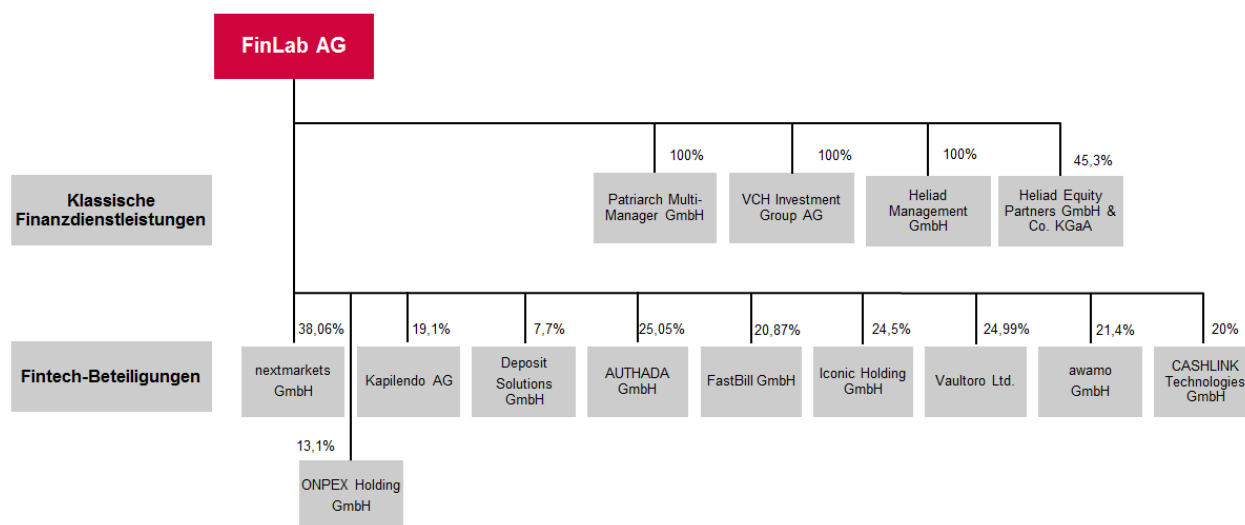 FinLab AG
100%
100%
100%
45,3%
Klassische
Finanzdienstleistungen
Patriarch Multi-
Manager GmbH
VCH Investment
Group AG
Heliad
Management
GmbH
Heliad Equity
Partners GmbH &
Co. KGaA
38,06%
19,1%
7,7%
25,05%
20,87%
24,5%
24,99%
21,4%
20%
Fintech-Beteiligungen
nextmarkets
GmbH
Kapilendo AG
Deposit
Solutions
GmbH
AUTHADA
GmbH
FastBill GmbH
Iconic Holding
GmbH
Vaultoro Ltd.
awamo
GmbH
CASHLINK
Technologies
GmbH
13,1%
ONPEX Holding
GmbH